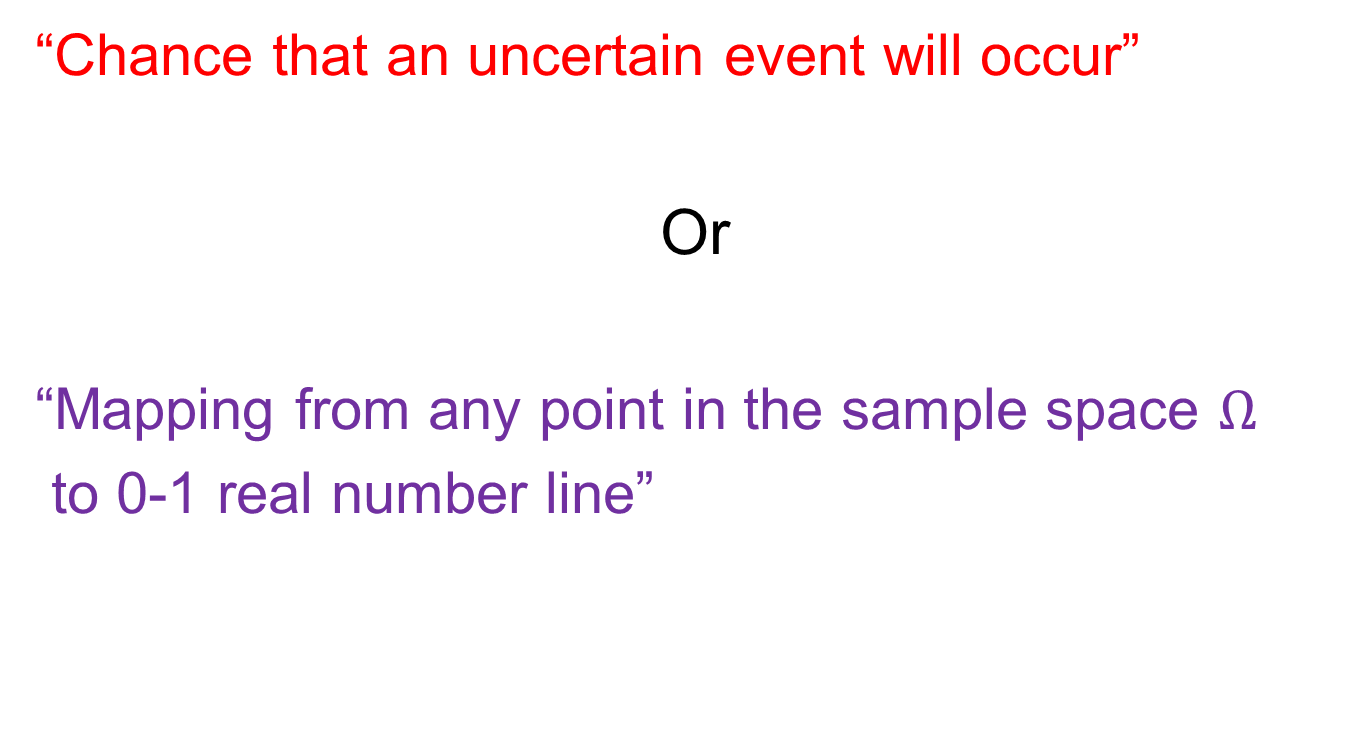 “Chance that an uncertain event will occur”
Or
“Mapping from any point in the sample space Ω
to 0-1 real number line”